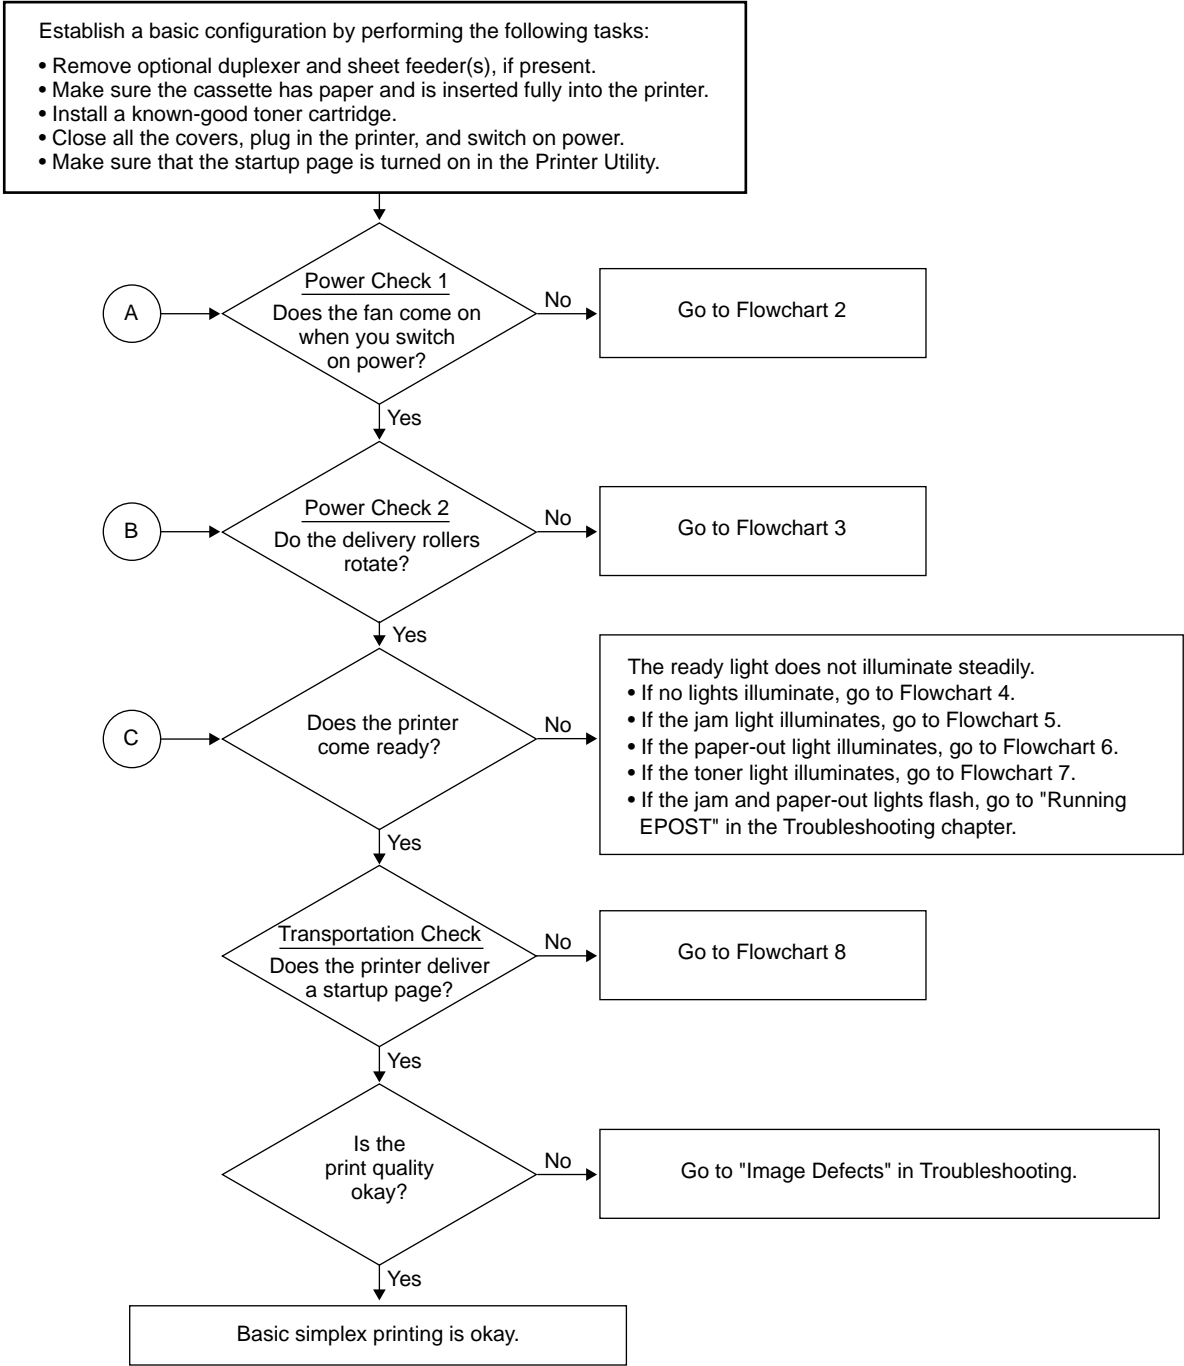 Establish a basic configuration by performing the following tasks:
• Remove optional duplexer and sheet feeder(s), if present.
• Make sure the cassette has paper and is inserted fully into the printer.
• Install a known-good toner cartridge.
• Close all the covers, plug in the printer, and switch on power.
• Make sure that the startup page is turned on in the Printer Utility.
A
Power Check 1
Does the fan come on
when you switch
on power?
No
Go to Flowchart 2
Yes
B
Power Check 2
Do the delivery rollers
rotate?
No
Go to Flowchart 3
Yes
C
Does the printer
come ready?
No
The ready light does not illuminate steadily.
• If no lights illuminate, go to Flowchart 4.
• If the jam light illuminates, go to Flowchart 5.
• If the paper-out light illuminates, go to Flowchart 6.
• If the toner light illuminates, go to Flowchart 7.
• If the jam and paper-out lights flash, go to "Running
EPOST" in the Troubleshooting chapter.
Yes
Transportation Check
Does the printer deliver
a startup page?
No
Go to Flowchart 8
Yes
Is the
print quality
okay?
No
Go to "Image Defects" in Troubleshooting.
Yes
Basic simplex printing is okay.